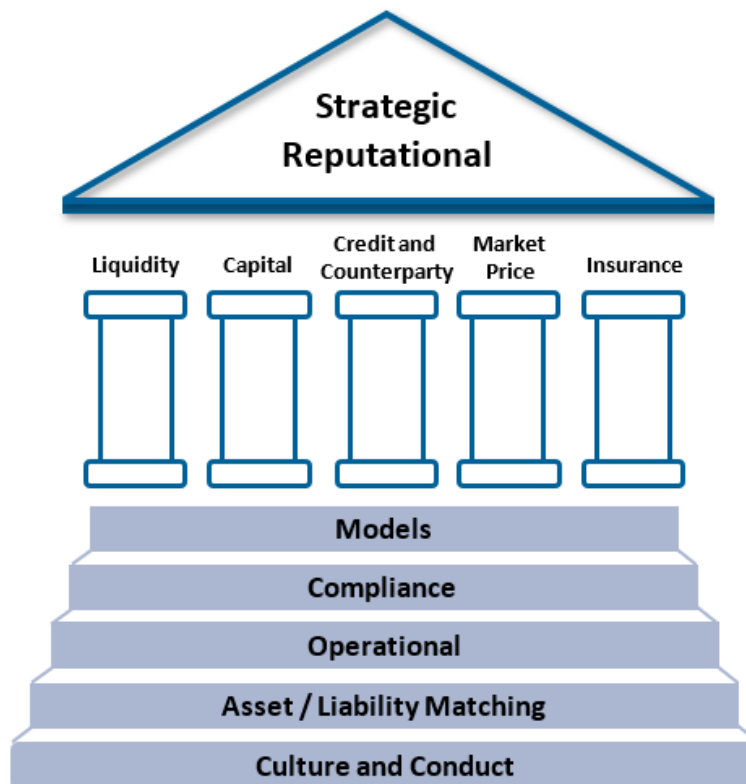 Strategic
Reputational
Liquidity
Capital
Credit and
Counterparty
Market
Price
Insurance
Models
Compliance
Operational
Asset / Liability Matching
Culture and Conduct